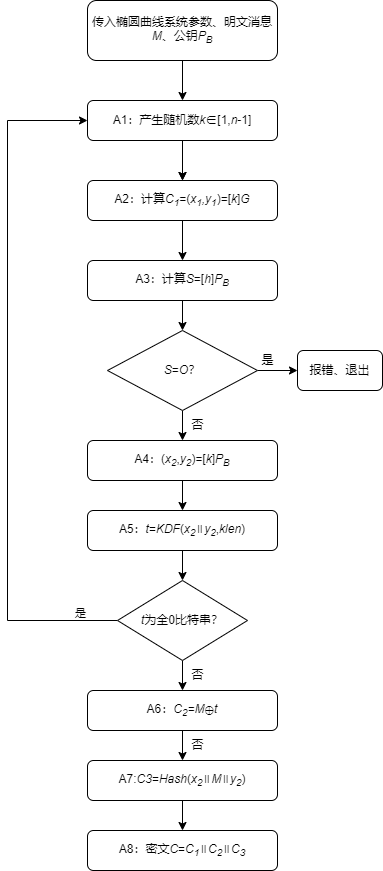 传入椭圆曲线系统参数、明文消息
M、公钥P_B
A1：产生随机数k∈[1,n-1]
A2：计算C₁=(x₁,y₁)=[k]G
A3：计算S=[h]P_B
S=O?
是
报错、退出
否
A4：(x₂,y₂)=[k]P_B
A5：t=KDF(x₂॥y₂,klen)
t为全0比特串?
是
否
A6：C₂=M⊕t
否
A7:C3=Hash(x₂॥M॥y₂)
A8：密文C=C₁॥C₂॥C₃